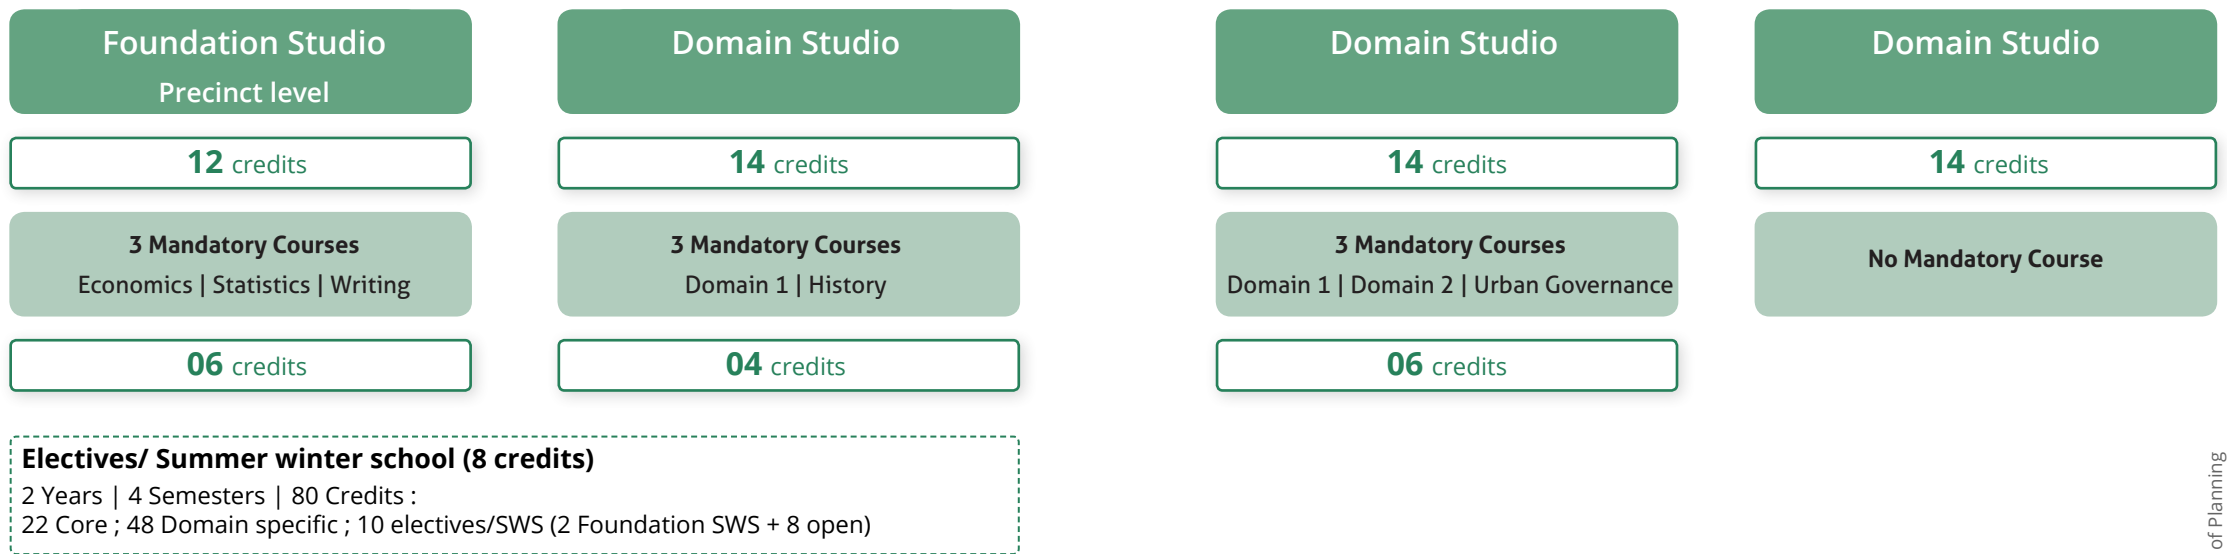 Foundation Studio
Precinct level
12 credits
3 Mandatory Courses
Economics | Statistics | Writing
06 credits
Domain Studio
14 credits
3 Mandatory Courses
Domain 1 | History
04 credits
Domain Studio
14 credits
3 Mandatory Courses
Domain 1 | Domain 2 | Urban Governance
06 credits
Domain Studio
14 credits
No Mandatory Course
Electives/ Summer winter school (8 credits)
2 Years | 4 Semesters | 80 Credits :
22 Core ; 48 Domain specific ; 10 electives/SWS (2 Foundation SWS + 8 open)
of Planning